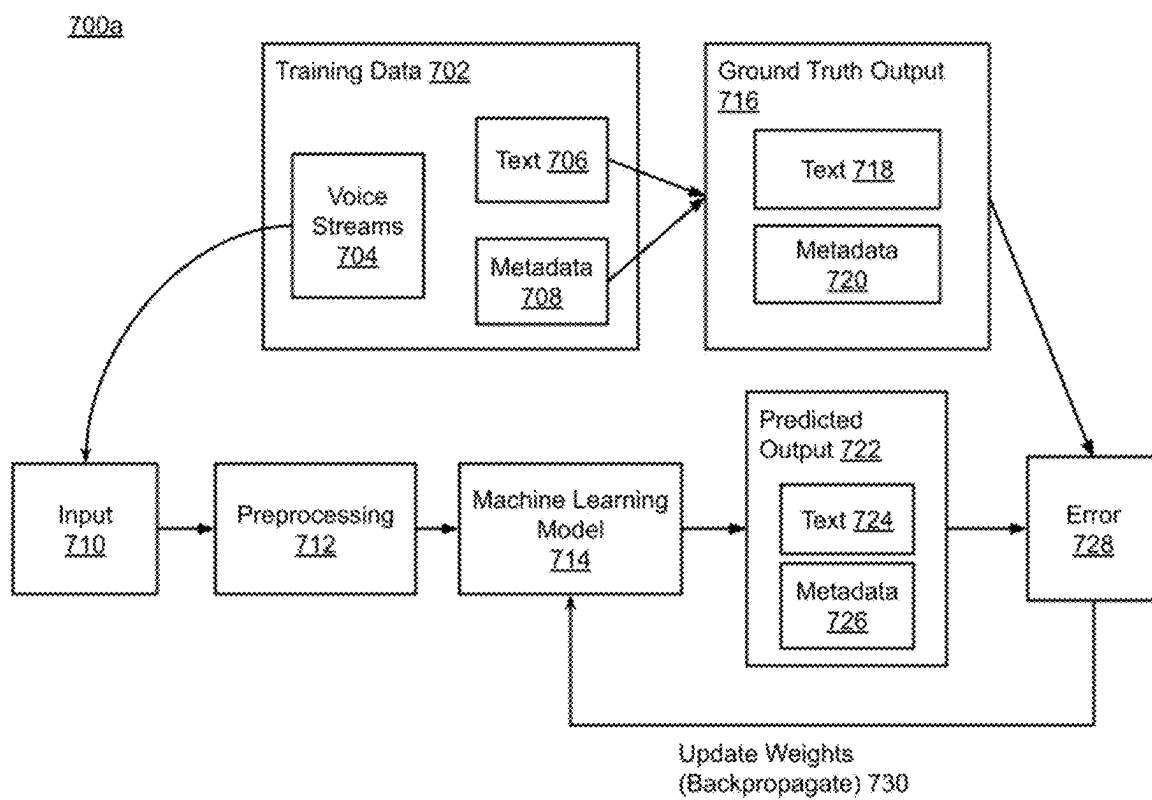 700a
Training Data 702
Voice
Streams
704
Text 706
Metadata
708
Ground Truth Output
716
Text 718
Metadata
720
Input
710
Preprocessing
712
Machine Learning
Model
714
Predicted
Output 722
Text 724
Metadata
726
Error
728
Update Weights
(Backpropagate) 730